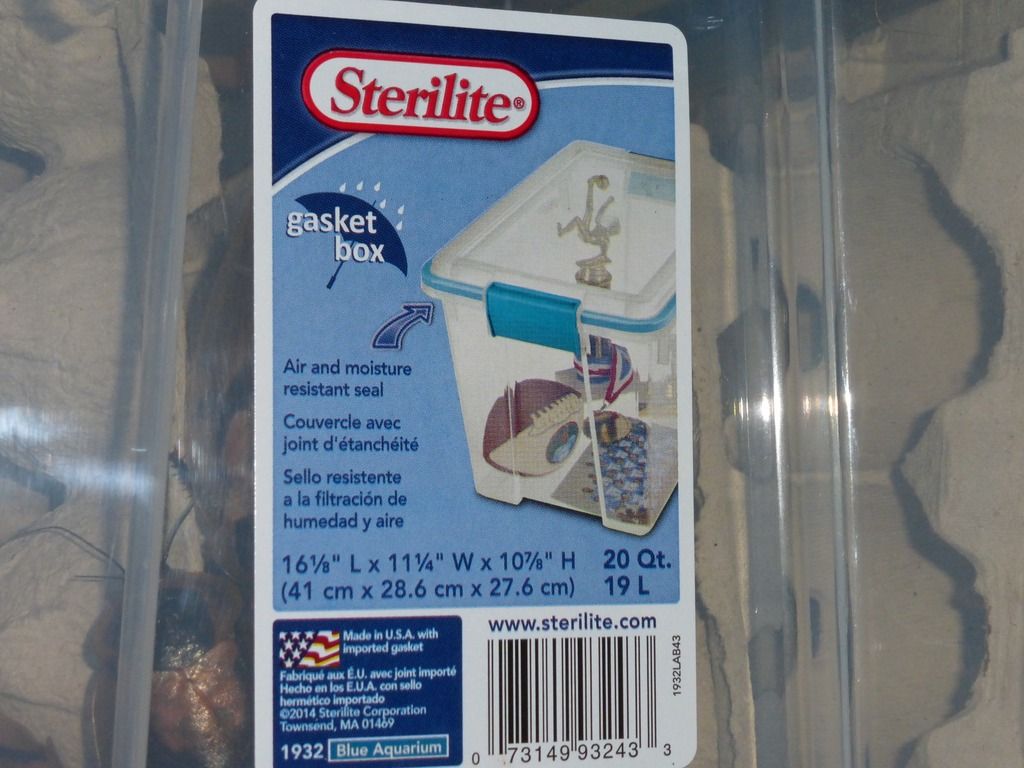 Sterilite®
gasket
box
Air and moisture
resistant seal
Couvercle avec
joint d'étanchéité
Sello resistente
a la filtración de
humedad y aire
16⅛" L x 11¼" W x 10⅞" H
(41 cm x 28.6 cm x 27.6 cm)
20 Qt.
19 L
Made in U.S.A. with
imported gasket
Fabriqué aux É.U. avec joint importé
Hecho en los E.U.A. con sello
hermético importado
©2014 Sterilite Corporation
Townsend, MA 01469
1932 Blue Aquarium
www.sterilite.com
0 73149 93243 3
1932LAB43